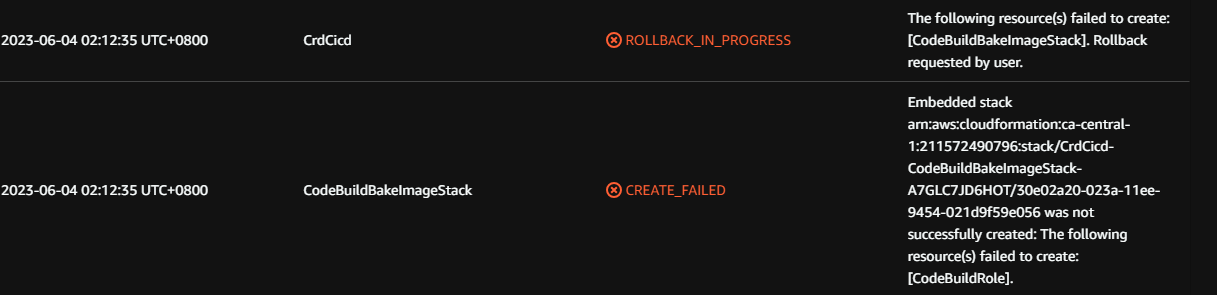 The following resource(s) failed to create:
2023-06-04 02:12:35 UTC+0800 CrdCicd ROLLBACK_IN_PROGRESS [CodeBuildBakeImageStack]. Rollback
requested by user.
Embedded stack
arn:aws:cloudformation:ca-central-
1:211572490796:stack/CrdCicd-
CodeBuildBakeImageStack-
2023-06-04 02:12:35 UTC+0800 CodeBuildBakeImageStack CREATE_FAILED A7GLC7JD6HOT/30e02a20-023a-11ee-
9454-021d9f59e056 was not
successfully created: The following
resource(s) failed to create:
[CodeBuildRole].